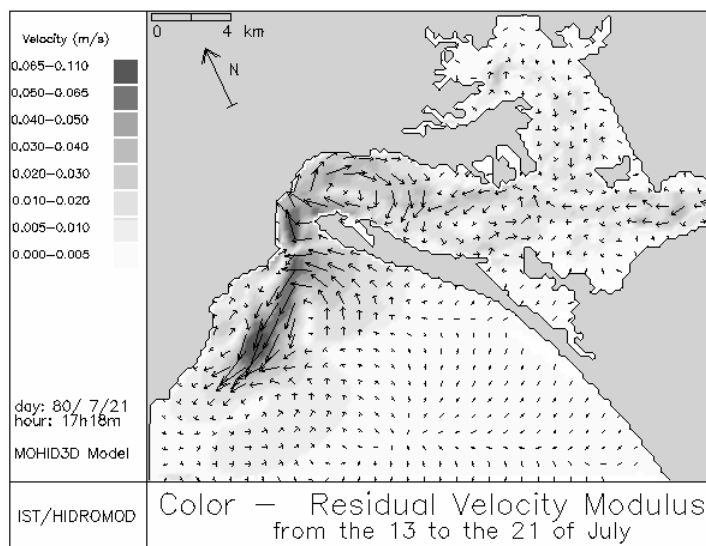 Velocity (m/s)
0.065-0.110
0.050-0.065
0.040-0.050
0.030-0.040
0.020-0.030
0.010-0.020
0.005-0.010
0.000-0.005
0 4 km
N
day: 80/ 7/21
hour: 17h18m
MOHID3D Model
IST/HIDROMOD
Color - Residual Velocity Modulus
from the 13 to the 21 of July